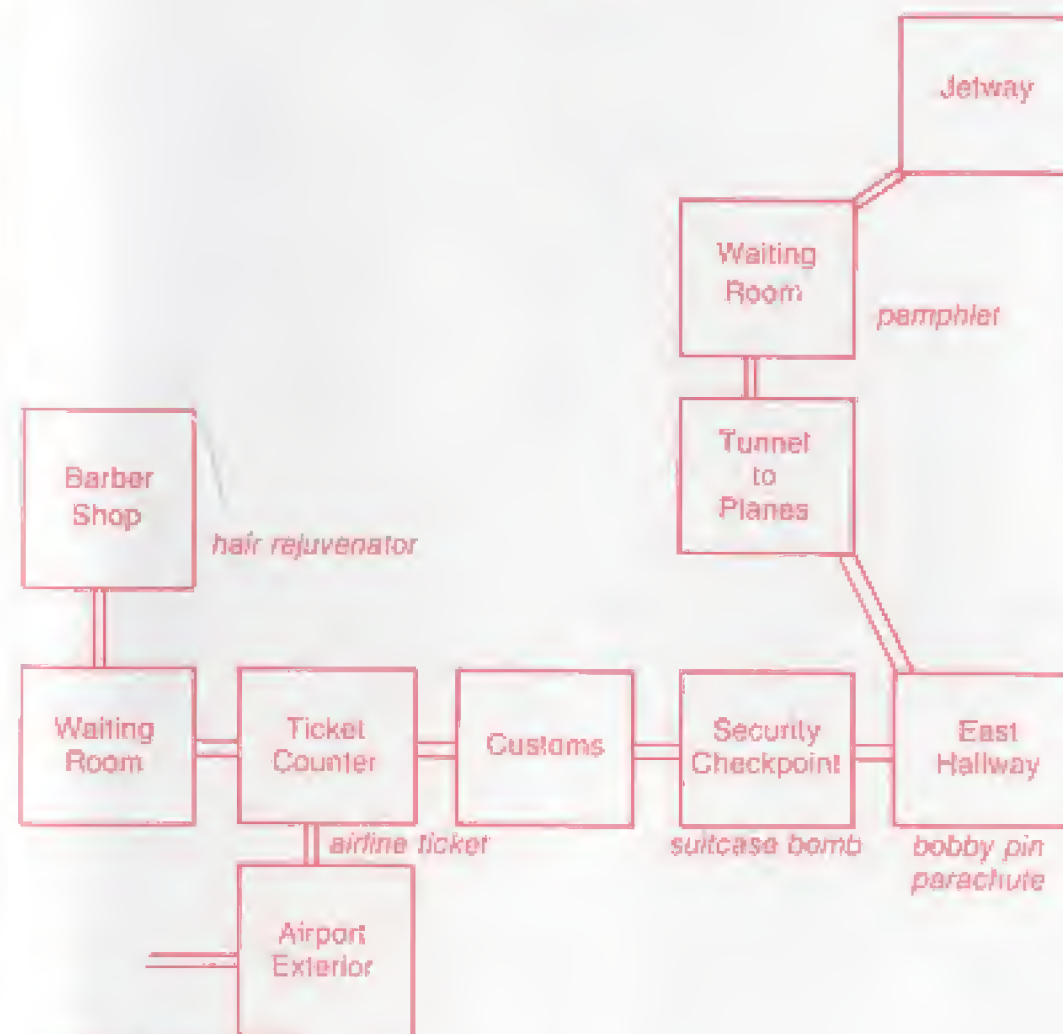 Jetway
Waiting
Room
pamphlet
Tunnel
to
Planes
Barber
Shop
hair rejuvenator
Waiting
Room
Ticket
Counter
Customs
Security
Checkpoint
East
Hallway
airline ticket
suitcase bomb
bobby pin
parachute
Airport
Exterior